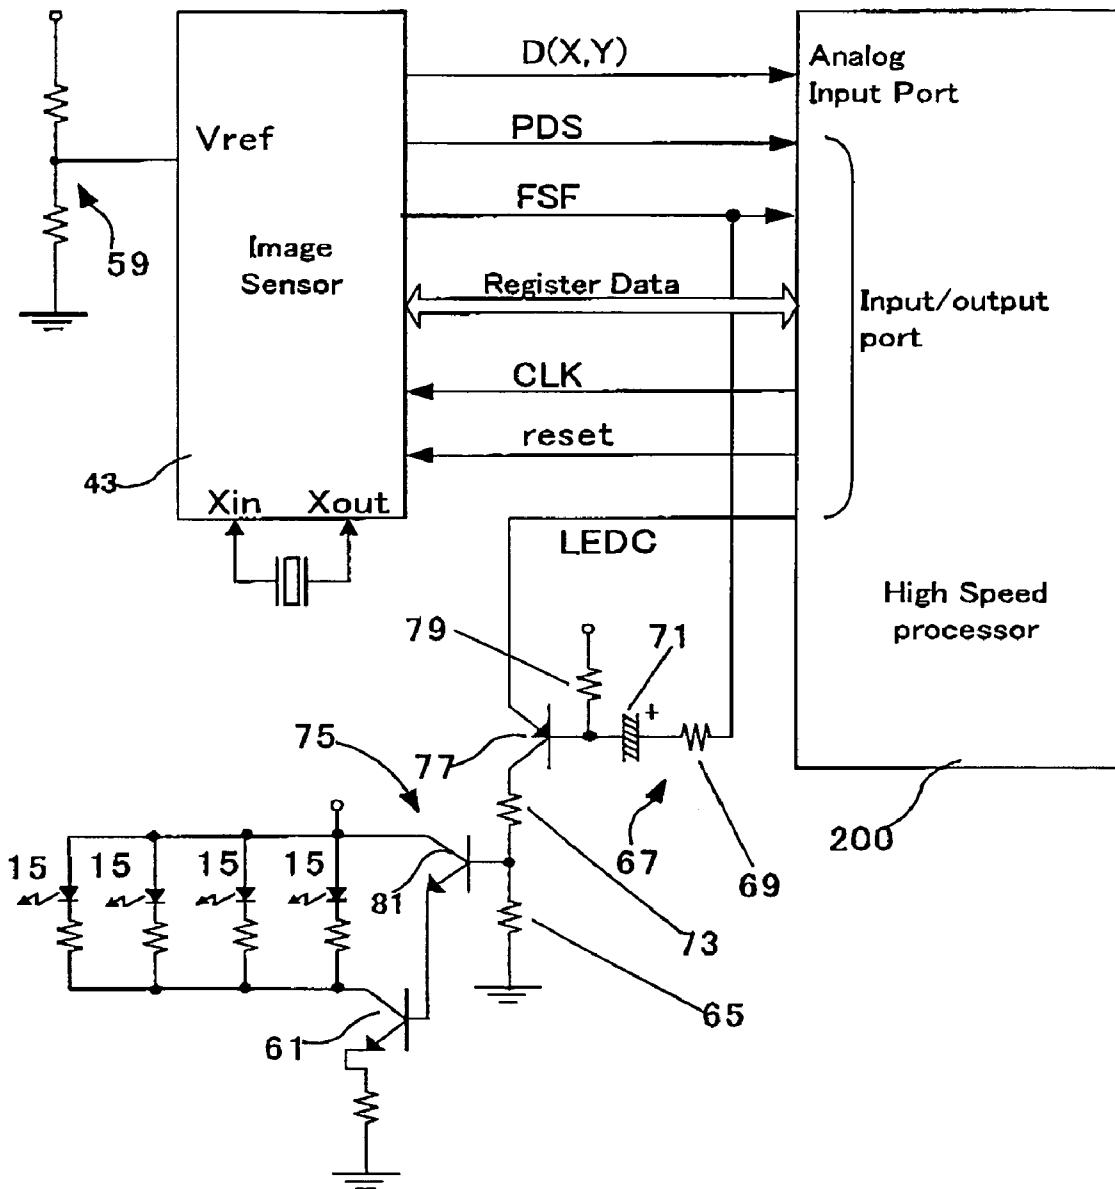 D(X,Y)
Analog
Input Port
PDS
Vref
FSF
59
Image
Sensor
Register Data
Input/output
port
CLK
reset
43
Xin Xout
LEDC
High Speed
processor
79
71
+
75
77
67
200
69
15 15 15 15
81
73
65
61